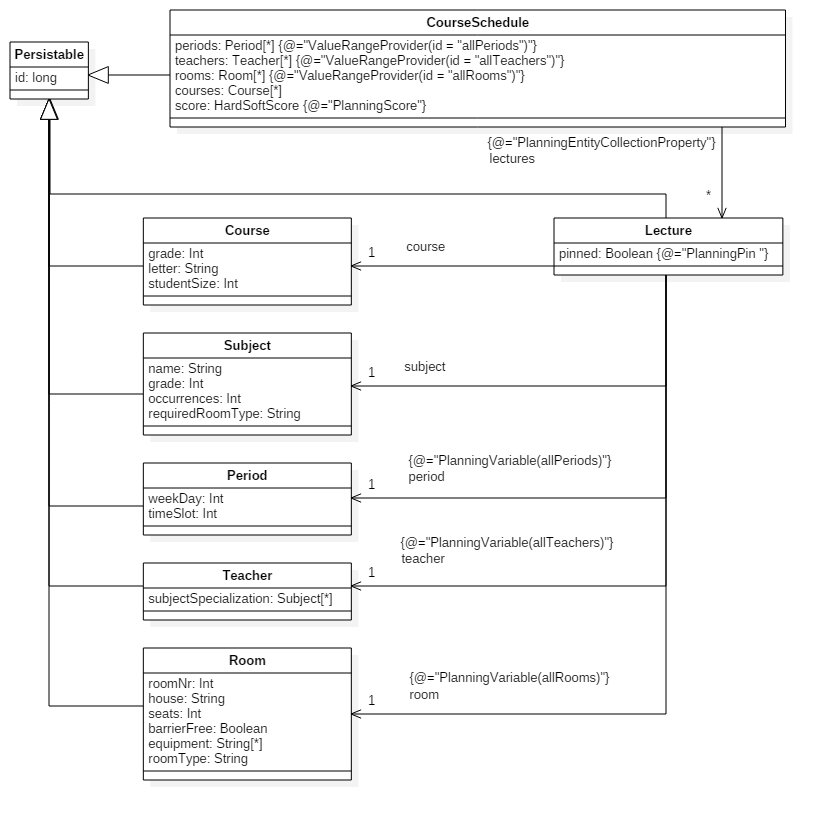 CourseSchedule
periods: Period[*] {@="ValueRangeProvider(id = "allPeriods")"}
teachers: Teacher[*] {@="ValueRangeProvider(id = "allTeachers")"}
rooms: Room[*] {@="ValueRangeProvider(id = "allRooms")"}
courses: Course[*]
score: HardSoftScore {@="PlanningScore"}
Persistable
id: long
{@="PlanningEntityCollectionProperty"}
lectures
*
Lecture
pinned: Boolean {@="PlanningPin "}
Course
grade: Int
letter: String
studentSize: Int
1
course
Subject
name: String
grade: Int
occurrences: Int
requiredRoomType: String
1
subject
Period
weekDay: Int
timeSlot: Int
{@="PlanningVariable(allPeriods)"}
period
1
Teacher
subjectSpecialization: Subject[*]
{@="PlanningVariable(allTeachers)"}
teacher
1
Room
roomNr: Int
house: String
seats: Int
barrierFree: Boolean
equipment: String[*]
roomType: String
{@="PlanningVariable(allRooms)"}
room
1